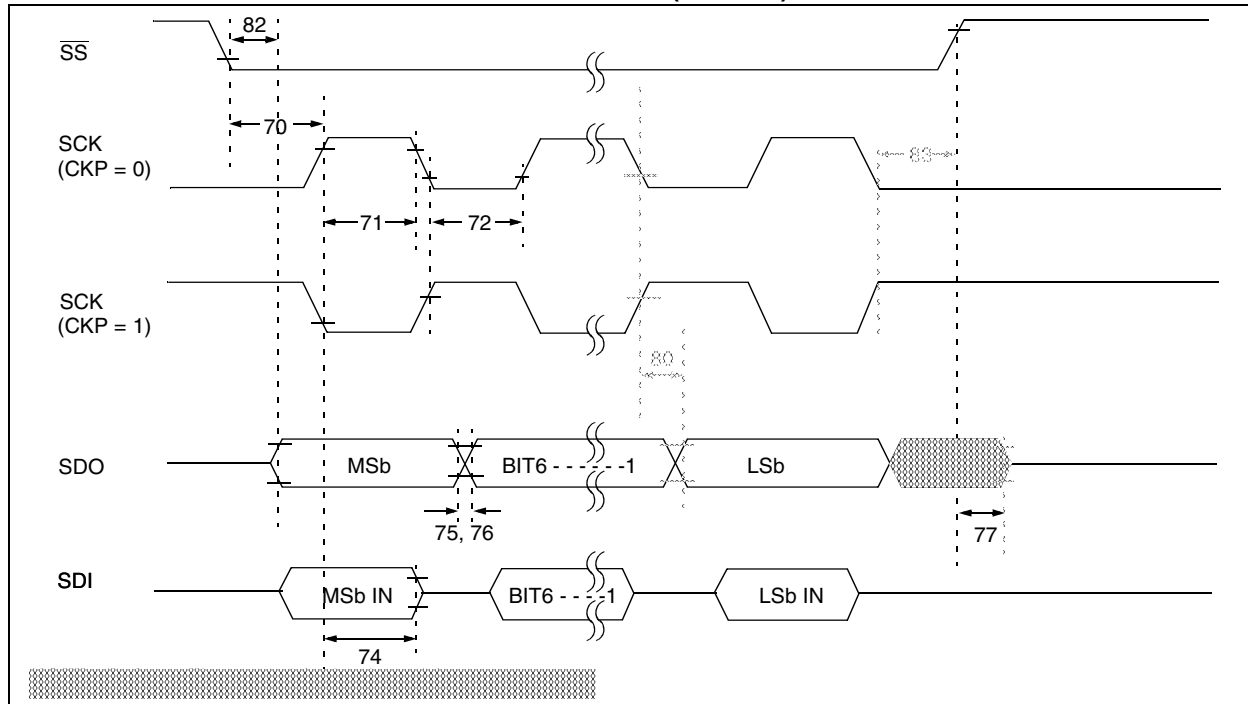 82
SS
70
SCK
(CKP = 0)
83
71
72
SCK
(CKP = 1)
80
SDO
MSb
BIT6 - - - - - -1
LSb
75, 76
77
SDI
MSb IN
BIT6 - - - -1
LSb IN
74